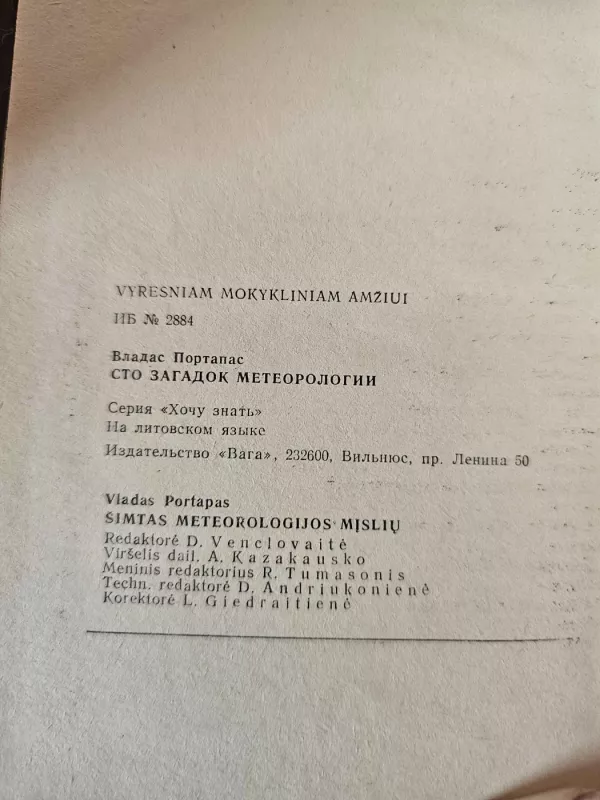 VYRESNIAM MOKYKLINIAM AMŽIUI
ИБ № 2884
Владас Портапас
СТО ЗАГАДОК МЕТЕОРОЛОГИИ
Серия «Хочу знать»
На литовском языке
Издательство «Вага», 232600, Вильнюс, пр. Ленина 50
Vladas Portapas
ŠIMTAS METEOROLOGIJOS MĮSLIŲ
Redaktorė D. Venclovaitė
Viršelis dail. A. Kazakausko
Meninis redaktorius R. Tumasonis
Techn. redaktorė D. Andriukonienė
Korektorė L. Giedraitienė